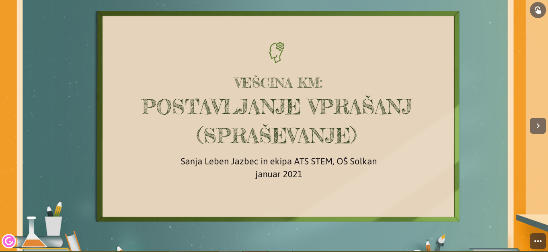 VEŠČINA KM:
POSTAVLJANJE VPRAŠANJ
(SPRAŠEVANJE)
Sanja Leben Jazbec in ekipa ATS STEM, OŠ Solkan
januar 2021